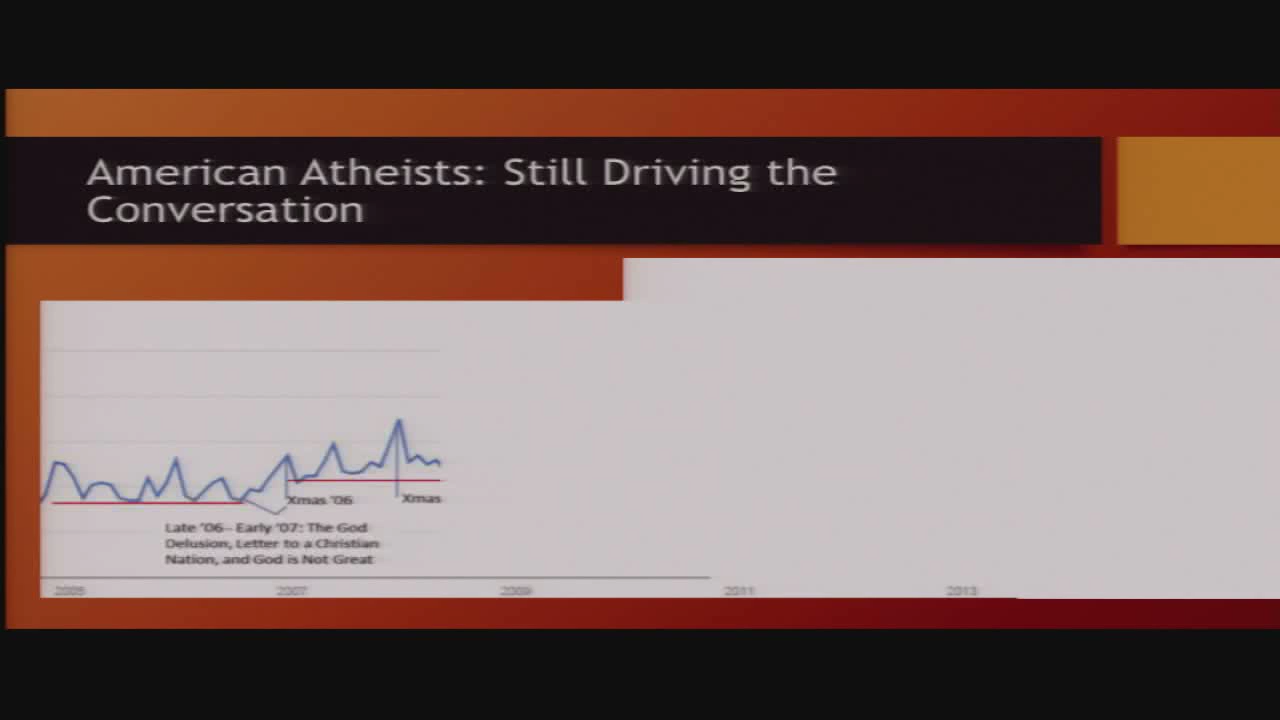 American Atheists: Still Driving the
Conversation
Xmas '06
Xmas
Late '06- Early '07: The God
Delusion, Letter to a Christian
Nation, and God is Not Great
2005
2007
2009
2011
2013